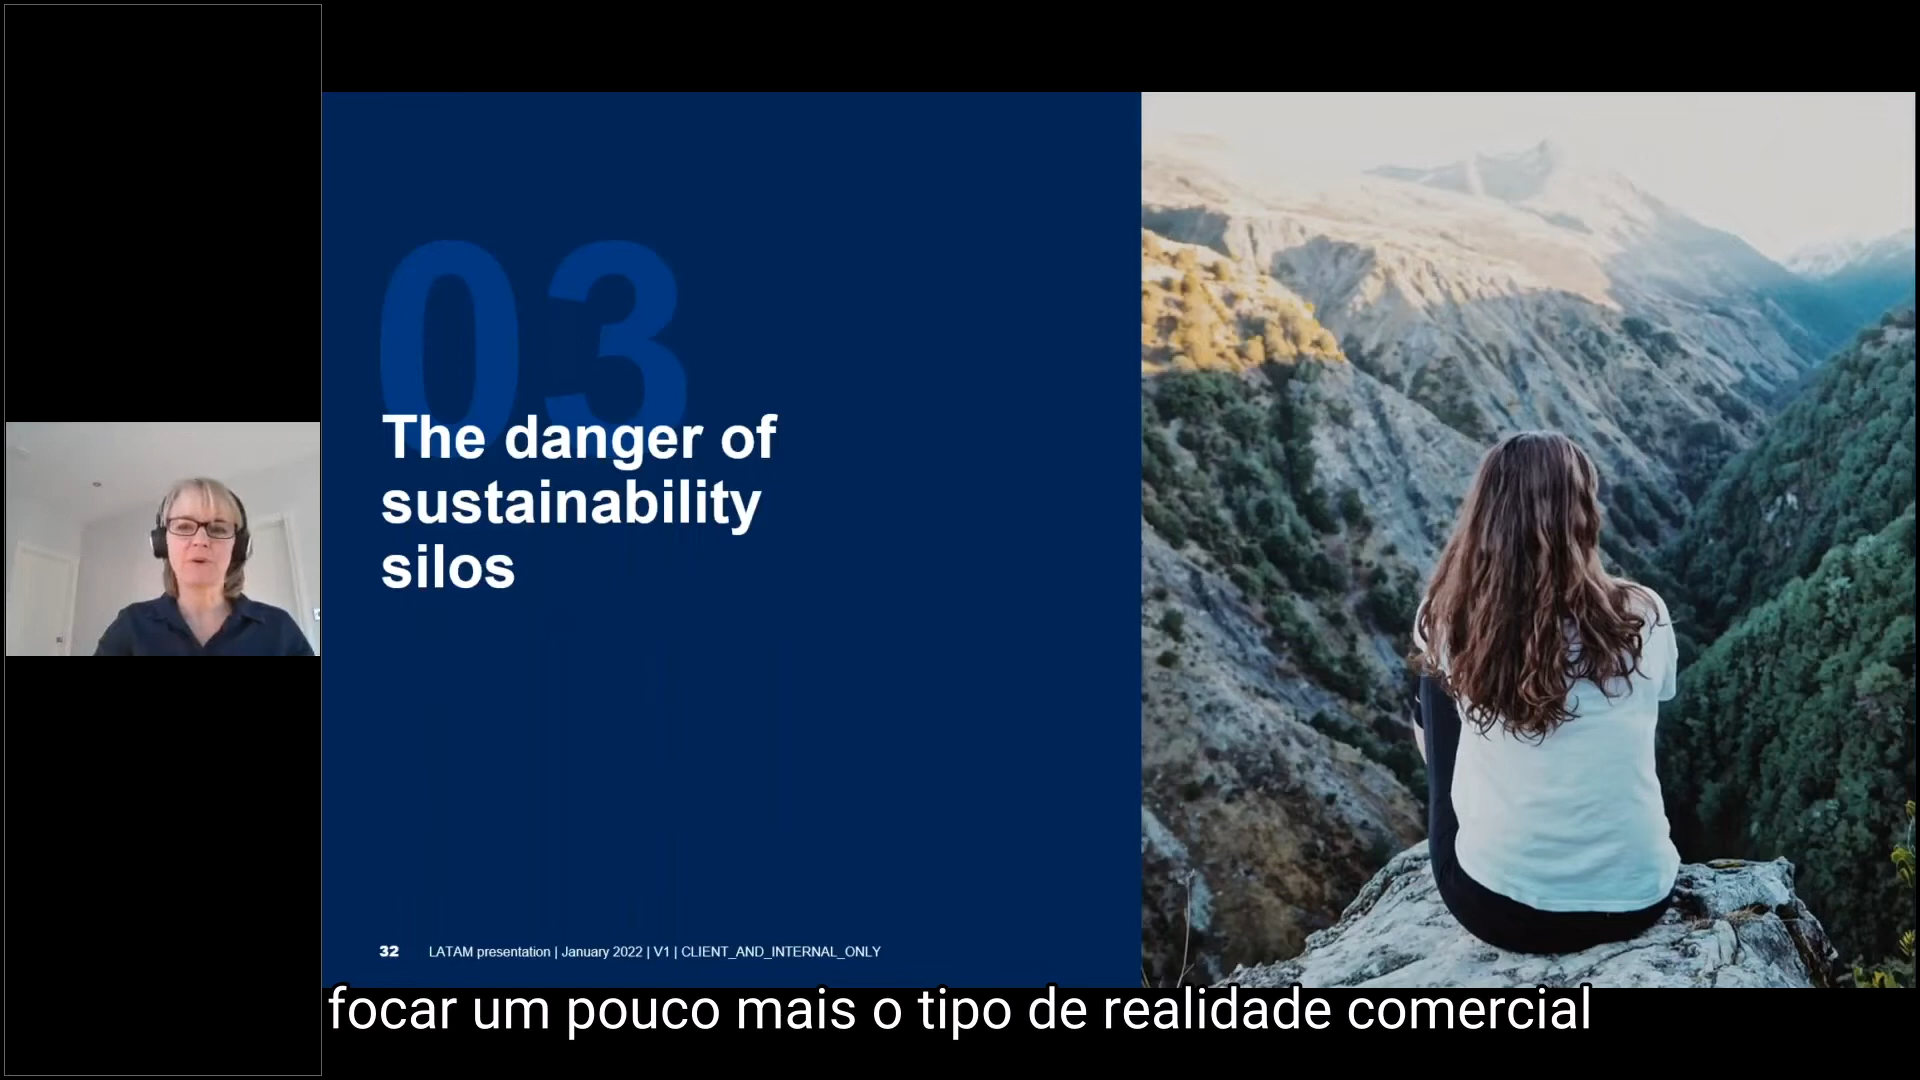 03
The danger of
sustainability
silos
32 LATAM presentation | January 2022 | V1 | CLIENT_AND_INTERNAL_ONLY
focar um pouco mais o tipo de realidade comercial